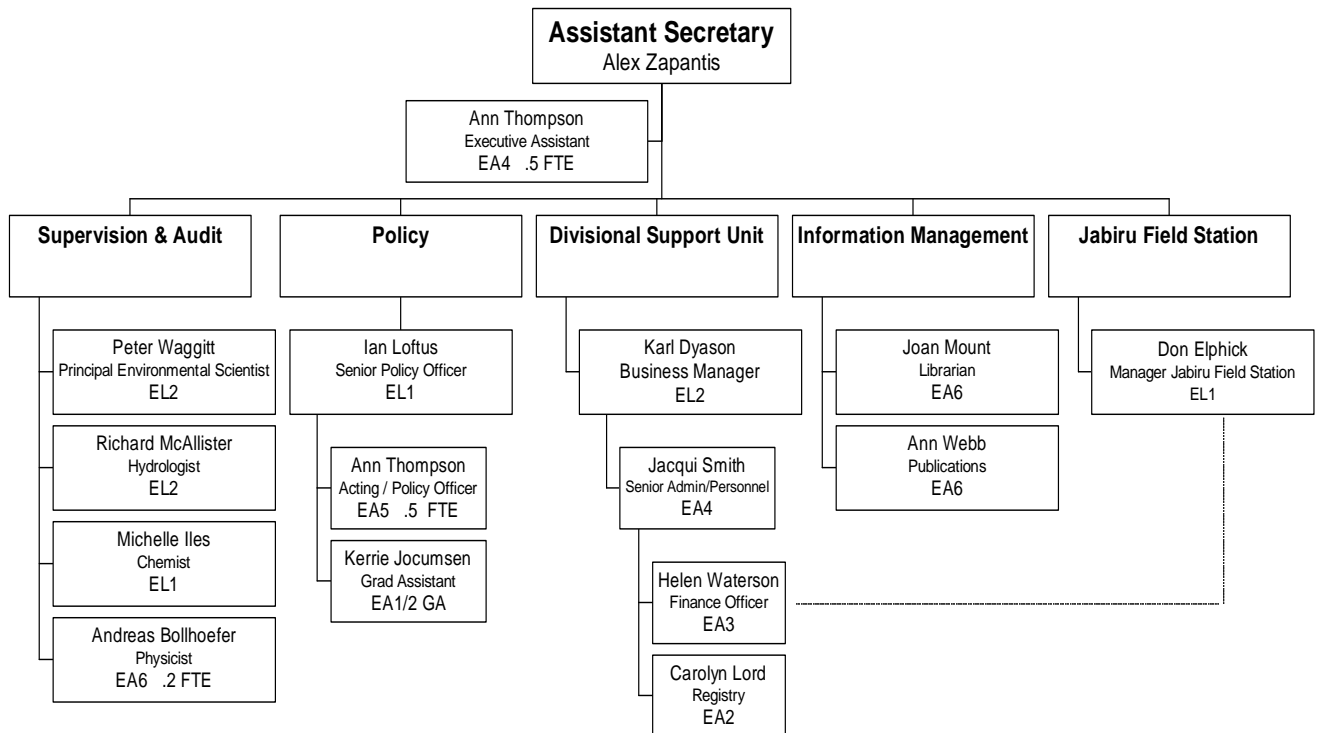 Assistant Secretary
Alex Zapantis
Ann Thompson
Executive Assistant
EA4 .5 FTE
Supervision & Audit
Policy
Divisional Support Unit
Information Management
Jabiru Field Station
Peter Waggitt
Principal Environmental Scientist
EL2
Richard McAllister
Hydrologist
EL2
Michelle Iles
Chemist
EL1
Andreas Bollhoefer
Physicist
EA6 .2 FTE
Ian Loftus
Senior Policy Officer
EL1
Ann Thompson
Acting / Policy Officer
EA5 .5 FTE
Kerrie Jocumsen
Grad Assistant
EA1/2 GA
Karl Dyason
Business Manager
EL2
Jacqui Smith
Senior Admin/Personnel
EA4
Helen Waterson
Finance Officer
EA3
Carolyn Lord
Registry
EA2
Joan Mount
Librarian
EA6
Ann Webb
Publications
EA6
Don Elphick
Manager Jabiru Field Station
EL1